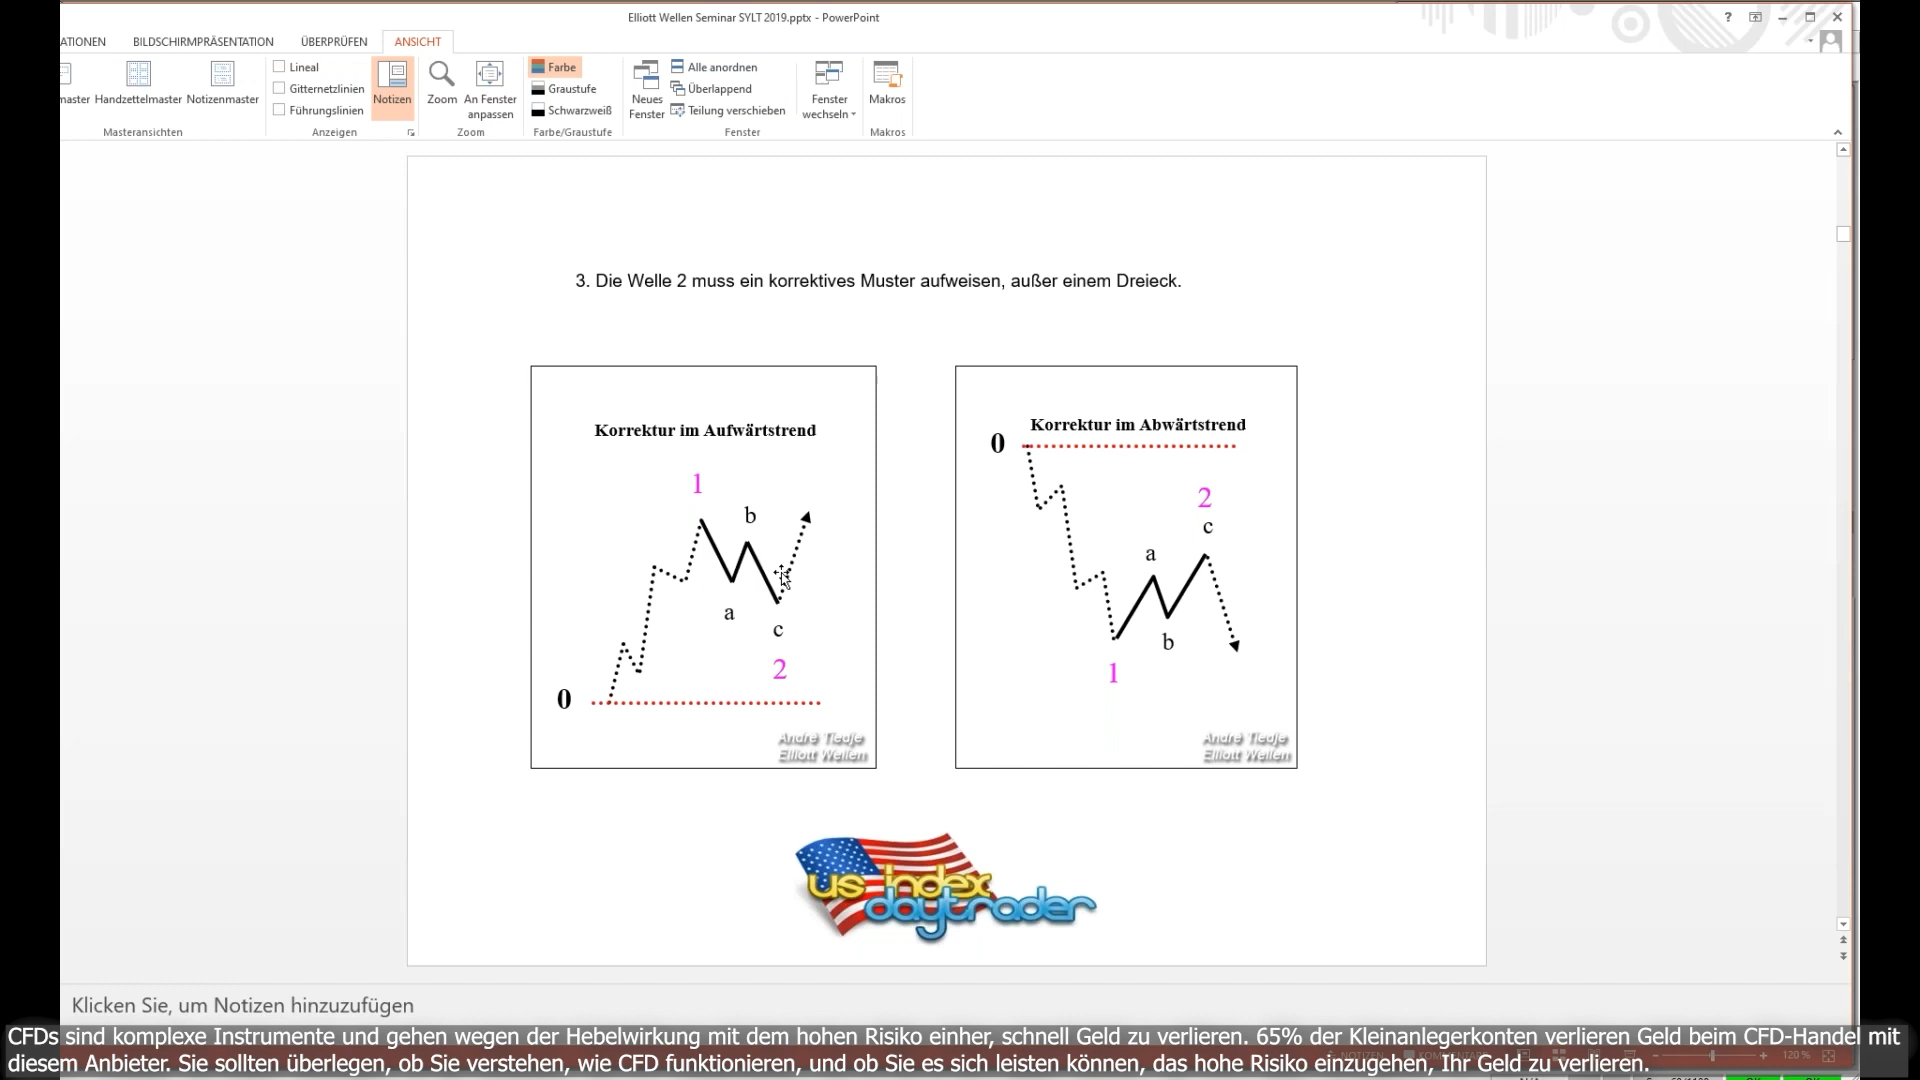 Elliott Wellen Seminar SYLT 2019.pptx - PowerPoint
ATIONEN BILDSCHIRMPRÄSENTATION ÜBERPRÜFEN ANSICHT
Lineal
Gitternetzlinien
Führungslinien
master Handzettelmaster Notizenmaster
Notizen
Zoom
An Fenster
anpassen
Farbe
Graustufe
Schwarzweiß
Neues
Fenster
Alle anordnen
Überlappend
Teilung verschieben
Fenster
wechseln
Makros
Masteransichten Anzeigen Zoom Farbe/Graustufe Fenster Makros
3. Die Welle 2 muss ein korrektives Muster aufweisen, außer einem Dreieck.
Korrektur im Aufwärtstrend
1
b
a
c
2
0
Andrè Tiedje
Elliott Wellen
Korrektur im Abwärtstrend
0
2
c
a
b
1
Andrè Tiedje
Elliott Wellen
us index
daytrader
Klicken Sie, um Notizen hinzuzufügen
CFDs sind komplexe Instrumente und gehen wegen der Hebelwirkung mit dem hohen Risiko einher, schnell Geld zu verlieren. 65% der Kleinanlegerkonten verlieren Geld beim CFD-Handel mit
diesem Anbieter. Sie sollten überlegen, ob Sie verstehen, wie CFD funktionieren, und ob Sie es sich leisten können, das hohe Risiko einzugehen, Ihr Geld zu verlieren.
120 %